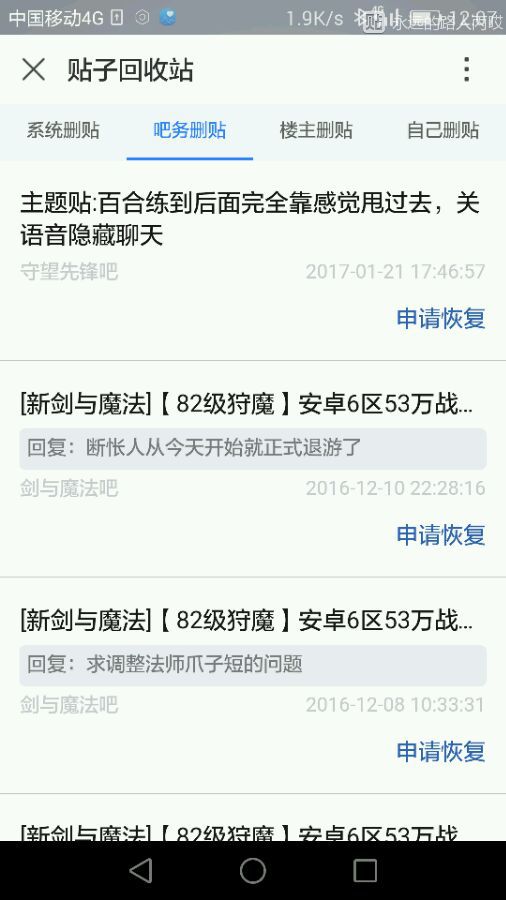 中国移动4G 1.9K/s 4G 12:07
贴 永远的路人丙哎
贴子回收站
系统删贴 吧务删贴 楼主删贴 自己删贴
主题贴:百合练到后面完全靠感觉甩过去，关
语音隐藏聊天
守望先锋吧 2017-01-21 17:46:57
申请恢复
[新剑与魔法]【82级狩魔】安卓6区53万战...
回复：断怅人从今天开始就正式退游了
剑与魔法吧 2016-12-10 22:28:16
申请恢复
[新剑与魔法]【82级狩魔】安卓6区53万战...
回复：求调整法师爪子短的问题
剑与魔法吧 2016-12-08 10:33:31
申请恢复
[新剑与魔法]【82级狩魔】安卓6区53万战